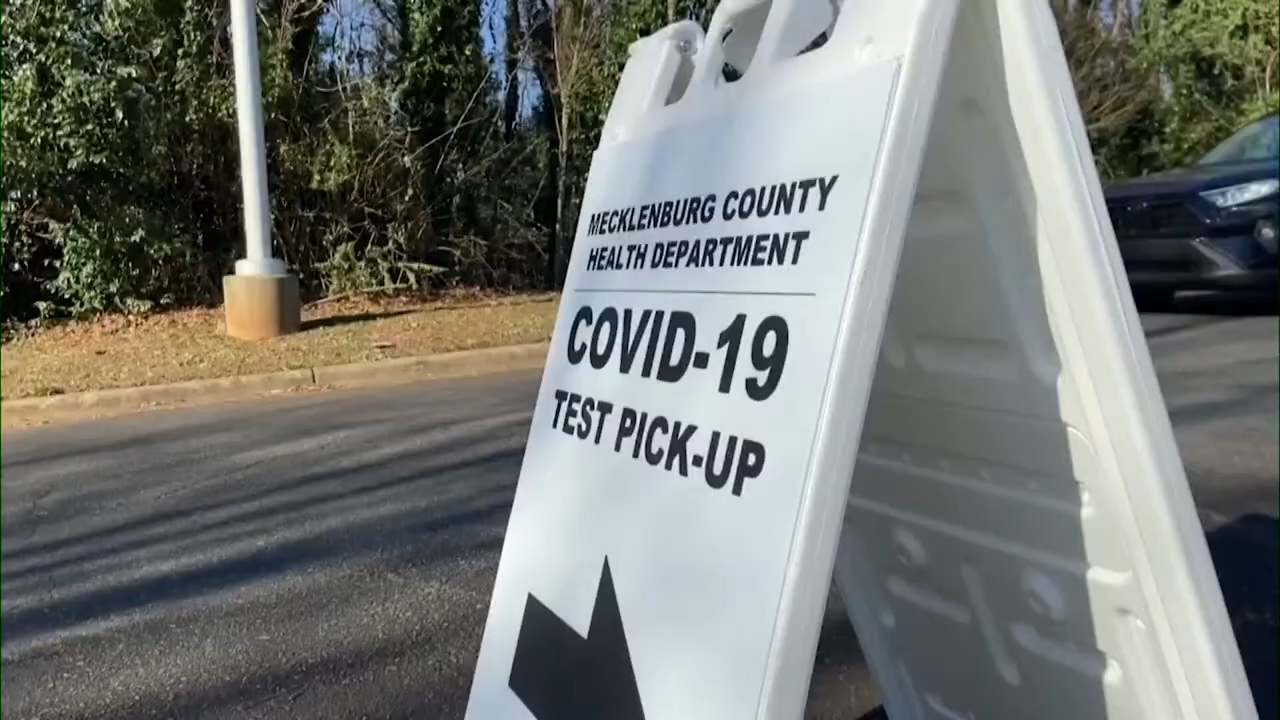 MECKLENBURG COUNTY
HEALTH DEPARTMENT
COVID-19
TEST PICK-UP